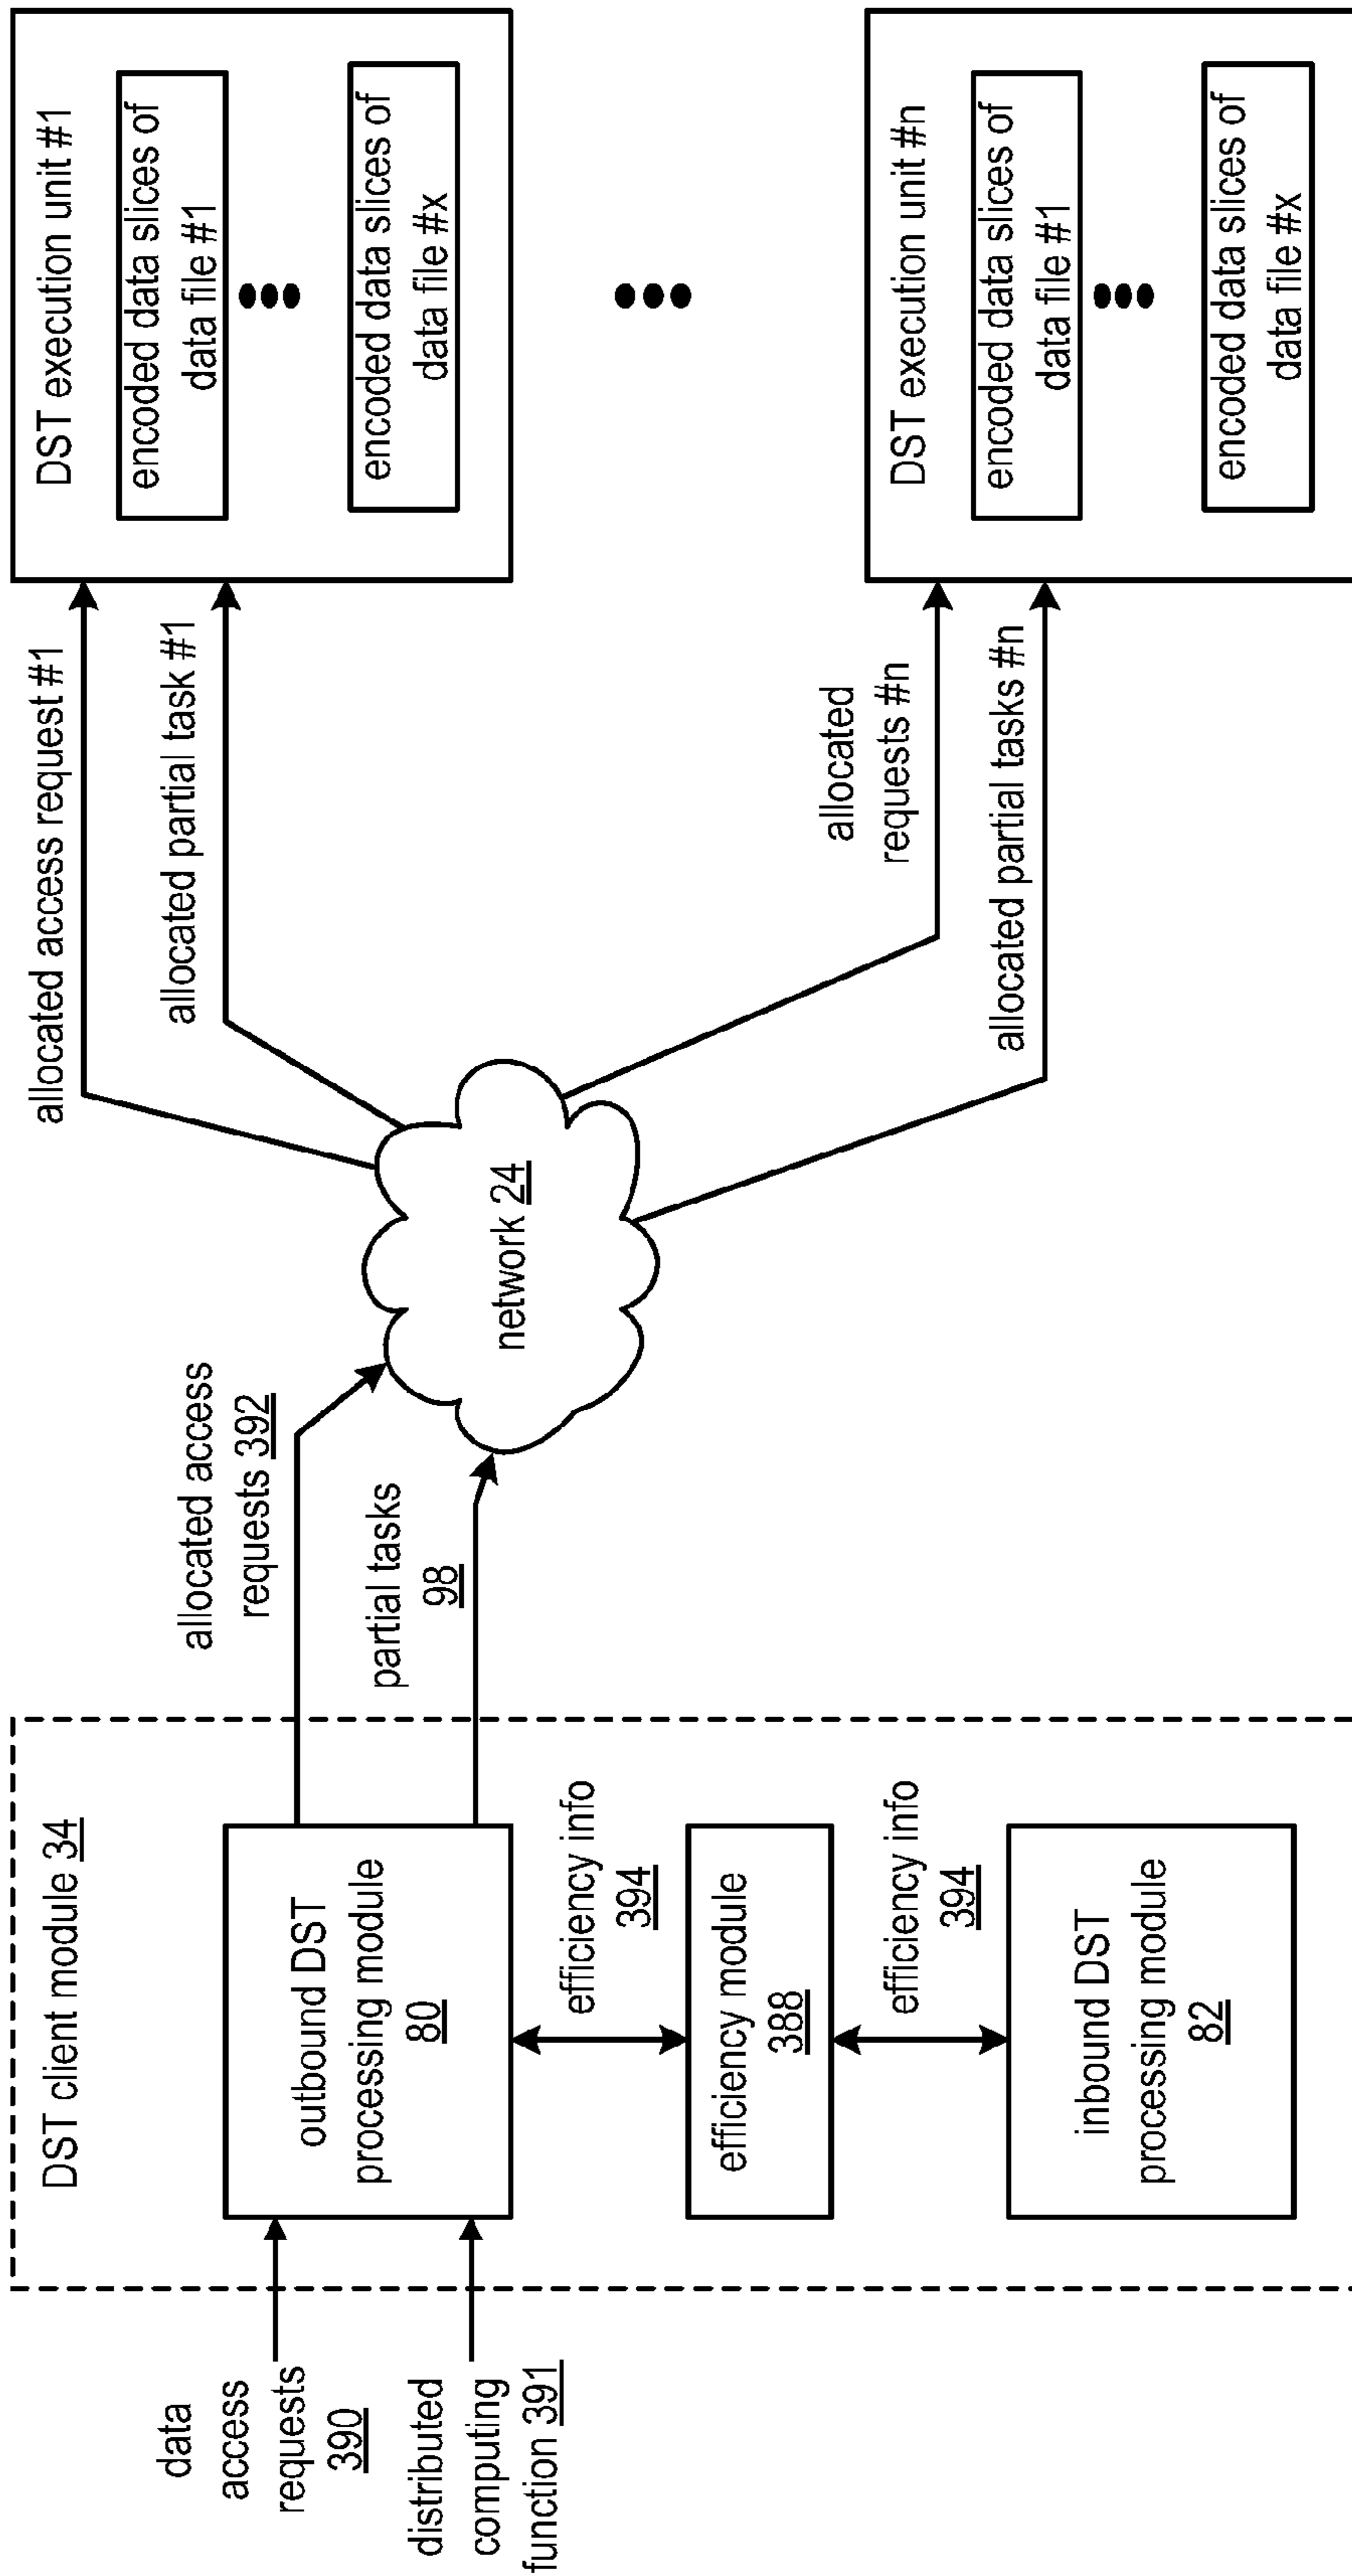 DST client module 34
data
access
requests
390
distributed
computing
function 391
outbound DST
processing module
80
efficiency info
394
efficiency module
388
efficiency info
394
inbound DST
processing module
82
allocated access
requests 392
partial tasks
98
network 24
allocated access request #1
allocated partial task #1
allocated
requests #n
allocated partial tasks #n
DST execution unit #1
encoded data slices of
data file #1
encoded data slices of
data file #x
DST execution unit #n
encoded data slices of
data file #1
encoded data slices of
data file #x